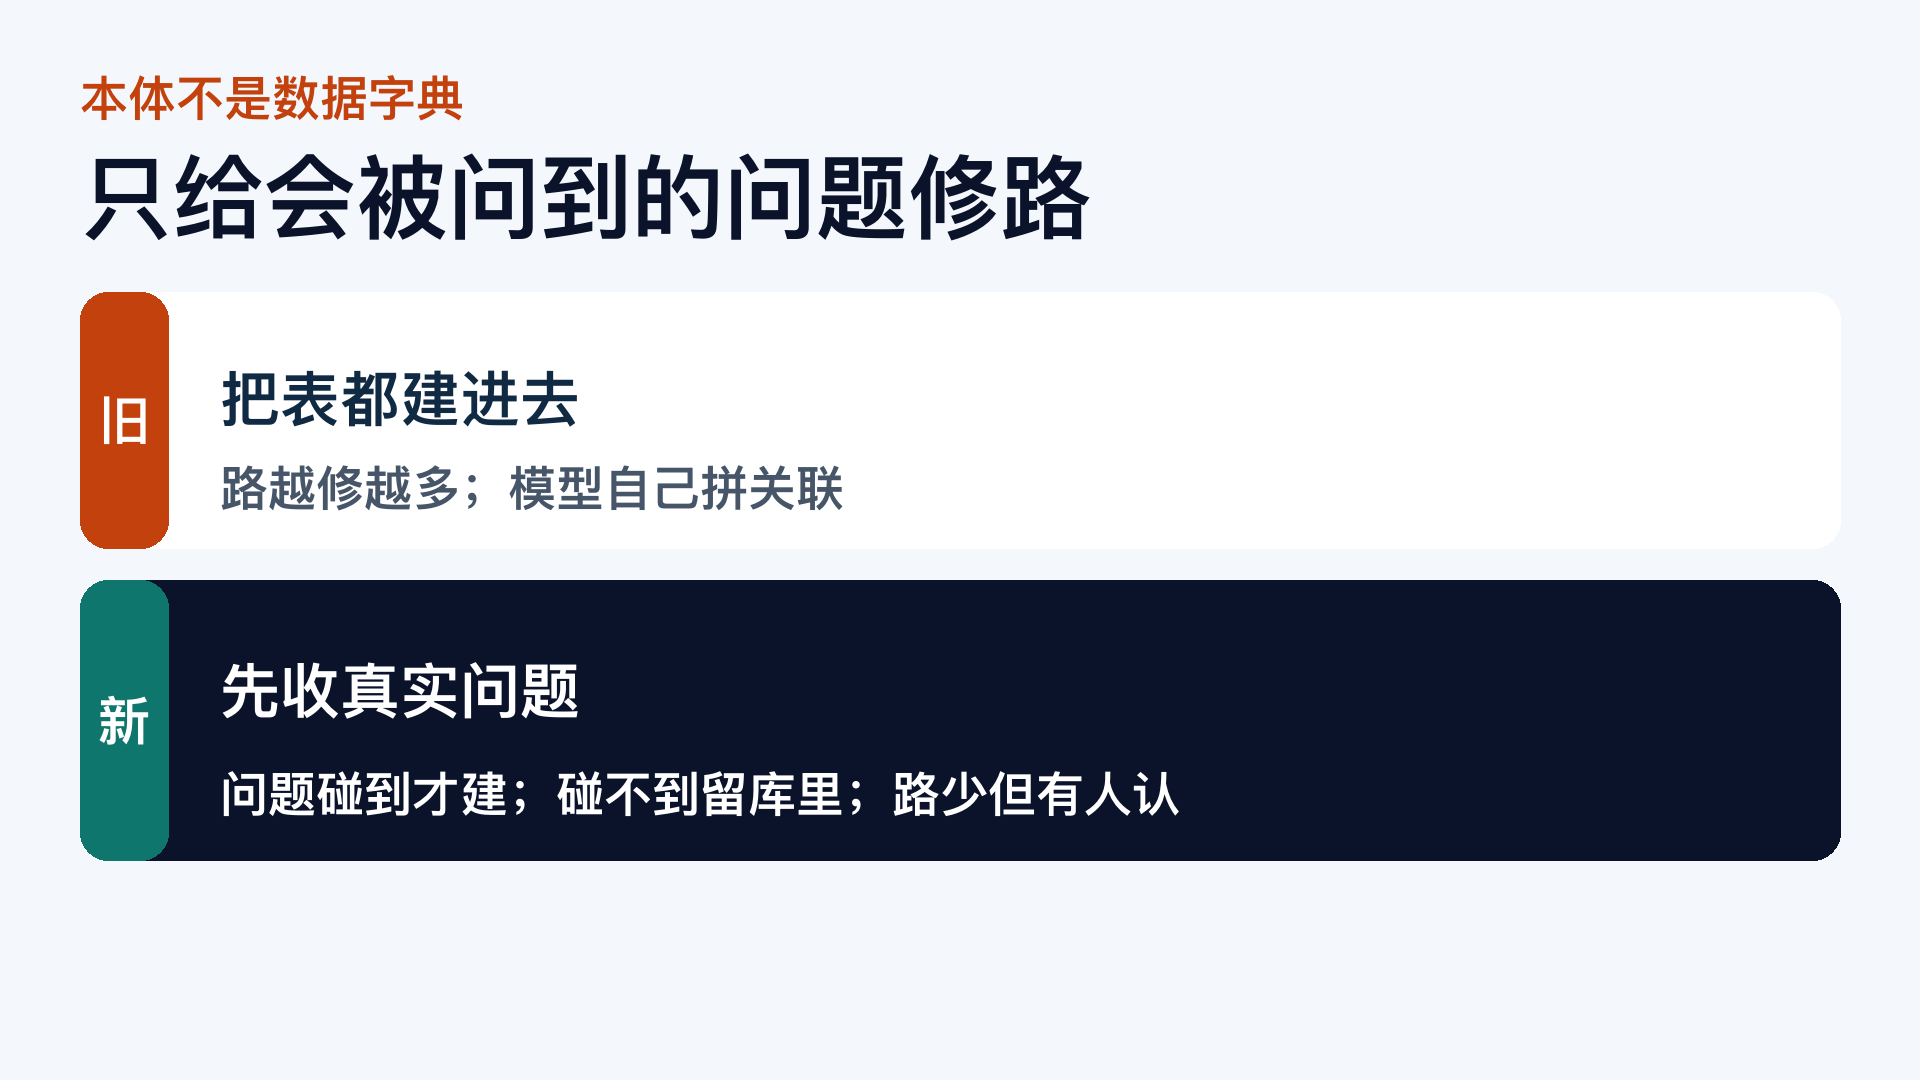 本体不是数据字典
只给会被问到的问题修路
旧
把表都建进去
路越修越多；模型自己拼关联
新
先收真实问题
问题碰到才建；碰不到留库里；路少但有人认